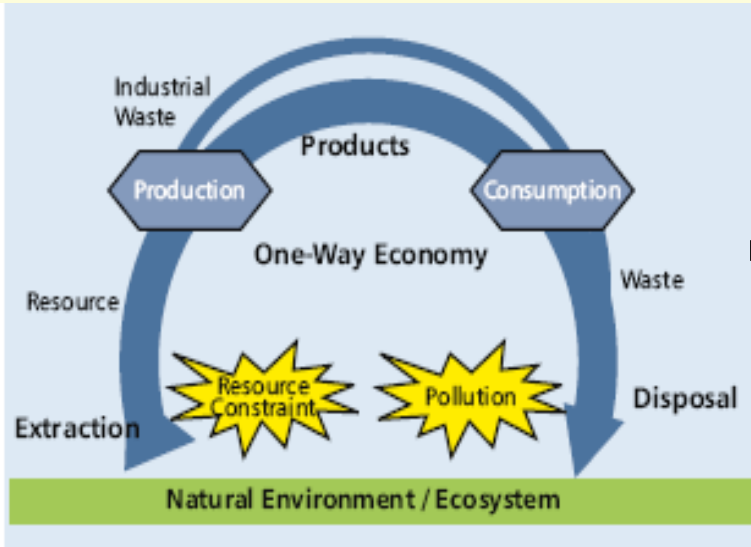 Industrial
Waste
Products
Production
Consumption
One-Way Economy
Resource
Waste
Resource
Constraint
Pollution
Extraction
Disposal
Natural Environment / Ecosystem